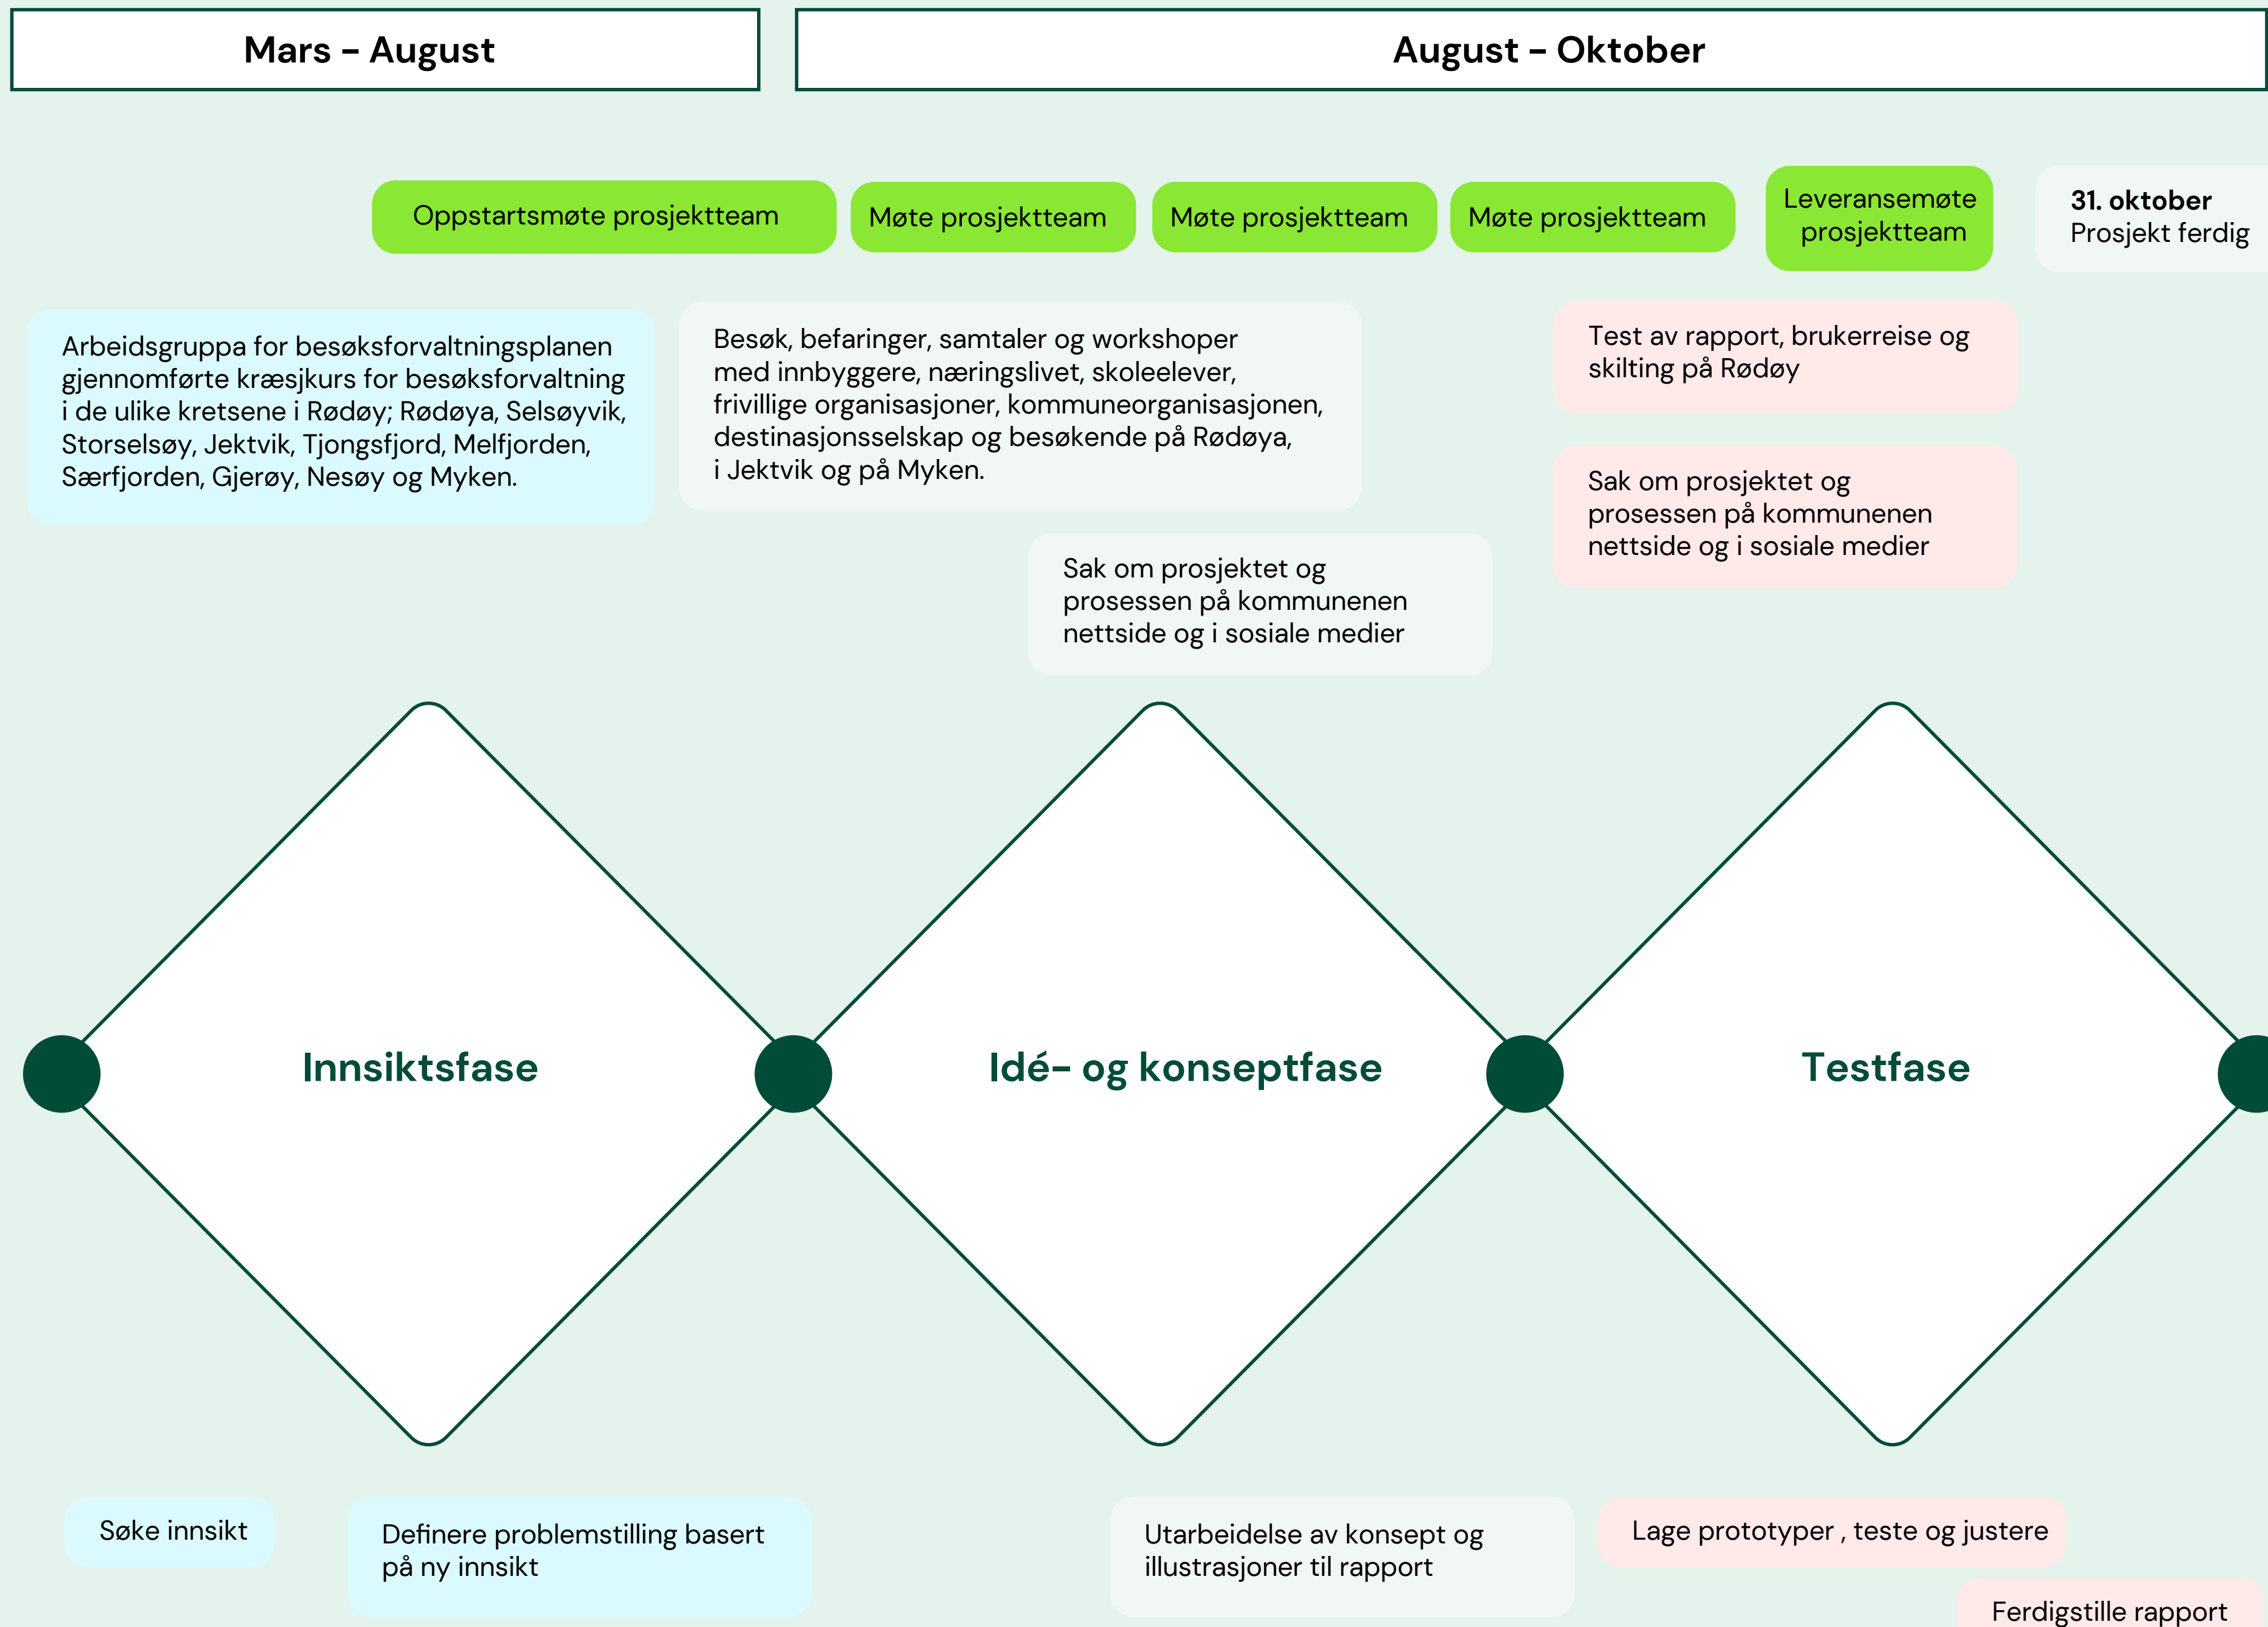 Mars – August
August – Oktober
Oppstartsmøte prosjektteam
Møte prosjektteam
Møte prosjektteam
Møte prosjektteam
Leveransemøte
prosjektteam
31. oktober
Prosjekt ferdig
Arbeidsgruppa for besøksforvaltningsplanen
gjennomførte kræsjkurs for besøksforvaltning
i de ulike kretsene i Rødøy; Rødøya, Selsøyvik,
Storselsøy, Jektvik, Tjongsfjord, Melfjorden,
Særfjorden, Gjerøy, Nesøy og Myken.
Besøk, befaringer, samtaler og workshoper
med innbyggere, næringslivet, skoleelever,
frivillige organisasjoner, kommuneorganisasjonen,
destinasjonsselskap og besøkende på Rødøya,
i Jektvik og på Myken.
Test av rapport, brukerreise og
skilting på Rødøy
Sak om prosjektet og
prosessen på kommunenen
nettside og i sosiale medier
Sak om prosjektet og
prosessen på kommunenen
nettside og i sosiale medier
Innsiktsfase
Idé- og konseptfase
Testfase
Søke innsikt
Definere problemstilling basert
på ny innsikt
Utarbeidelse av konsept og
illustrasjoner til rapport
Lage prototyper , teste og justere
Ferdigstille rapport